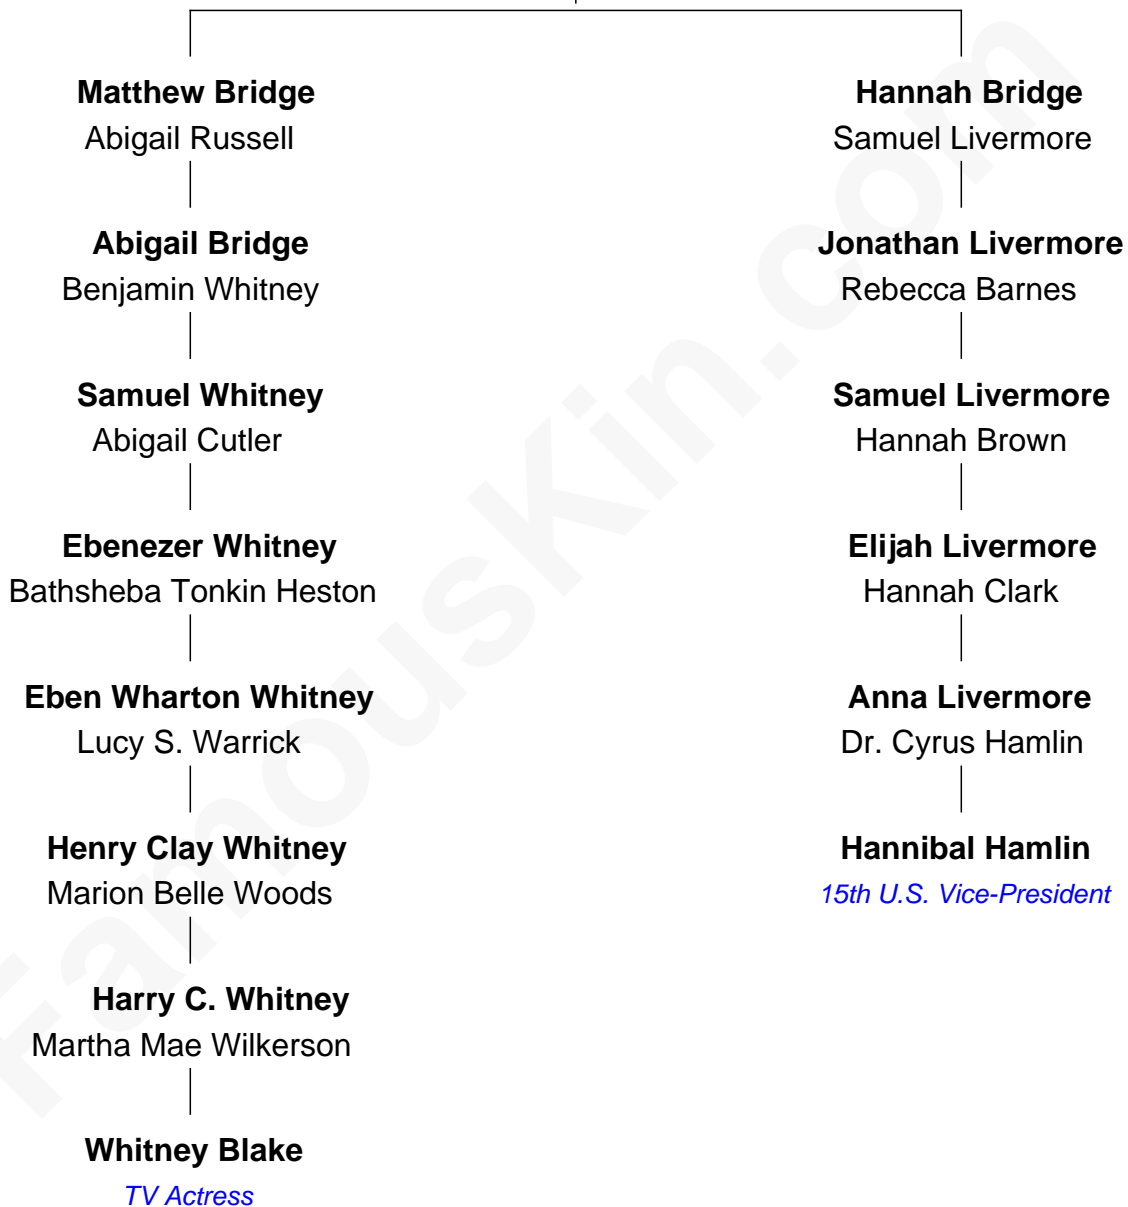 Matthew Bridge
Abigail Russell
Abigail Bridge
Benjamin Whitney
Samuel Whitney
Abigail Cutler
Ebenezer Whitney
Bathsheba Tonkin Heston
Eben Wharton Whitney
Lucy S. Warrick
Henry Clay Whitney
Marion Belle Woods
Harry C. Whitney
Martha Mae Wilkerson
Whitney Blake
TV Actress
Hannah Bridge
Samuel Livermore
Jonathan Livermore
Rebecca Barnes
Samuel Livermore
Hannah Brown
Elijah Livermore
Hannah Clark
Anna Livermore
Dr. Cyrus Hamlin
Hannibal Hamlin
15th U.S. Vice-President
FamousKin.com